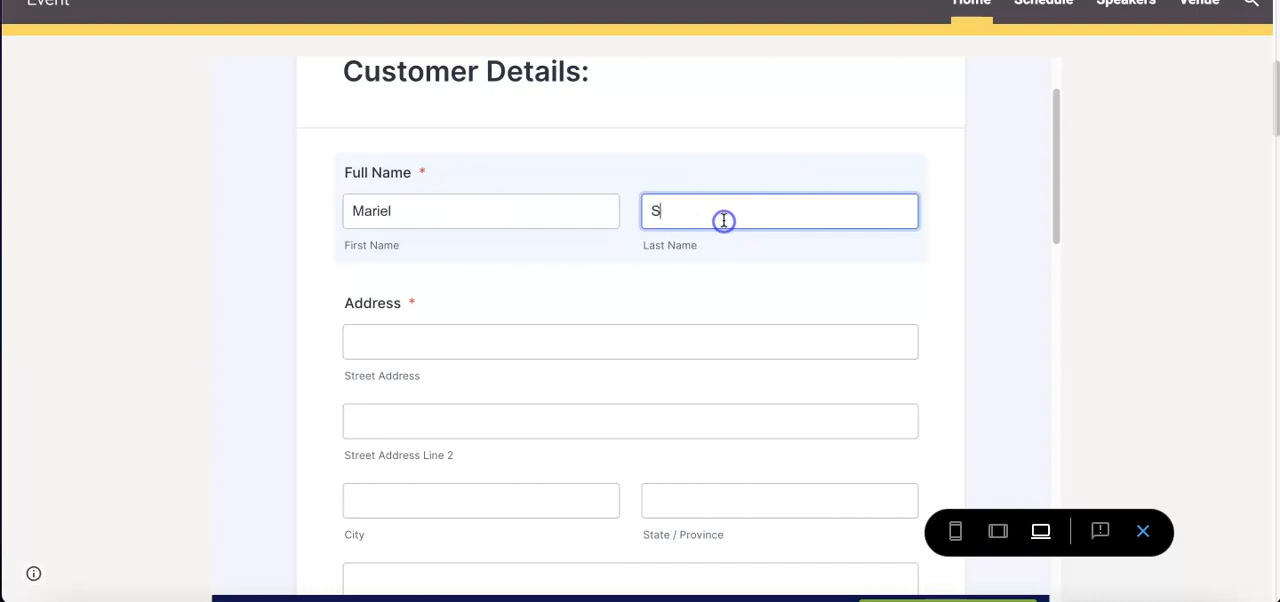 Event
Home Schedule Speakers Venue
Customer Details:
Full Name *
Mariel S
First Name Last Name
Address *
Street Address
Street Address Line 2
City State / Province